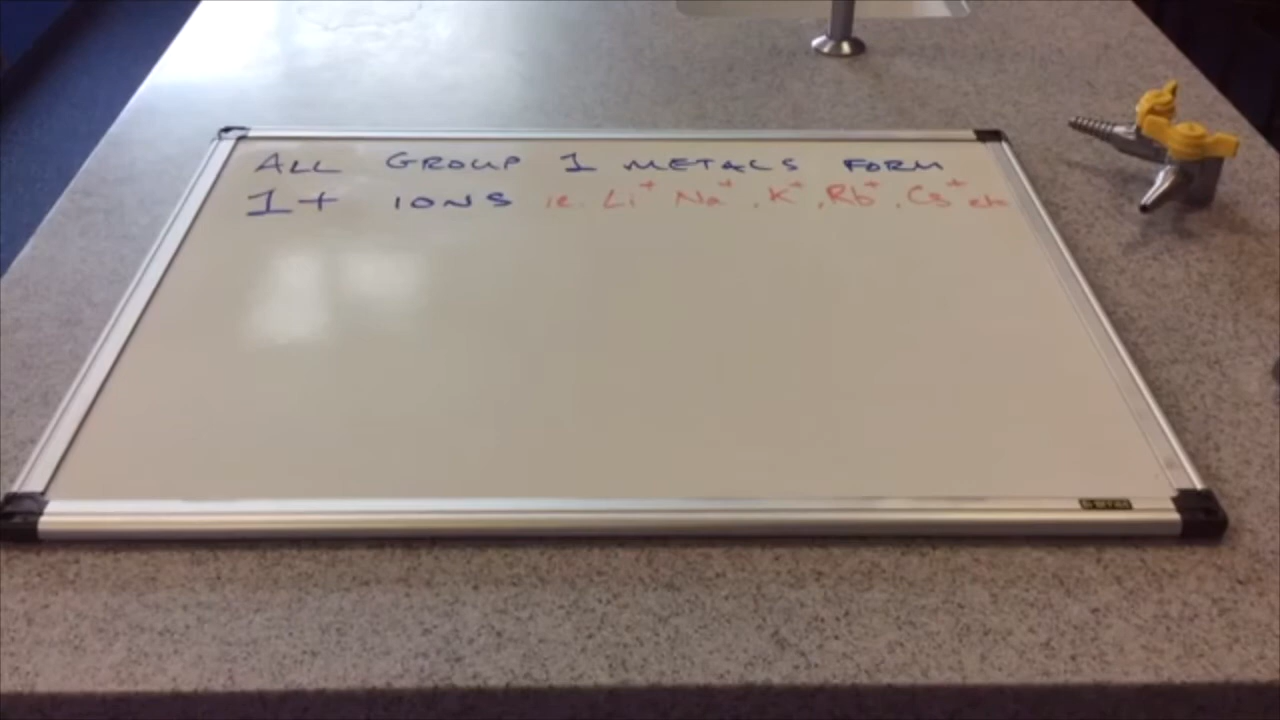 ALL GROUP 1 METALS FORM
1+ IONS ie. Li⁺ Na⁺, K⁺, Rb⁺, Cs⁺ etc